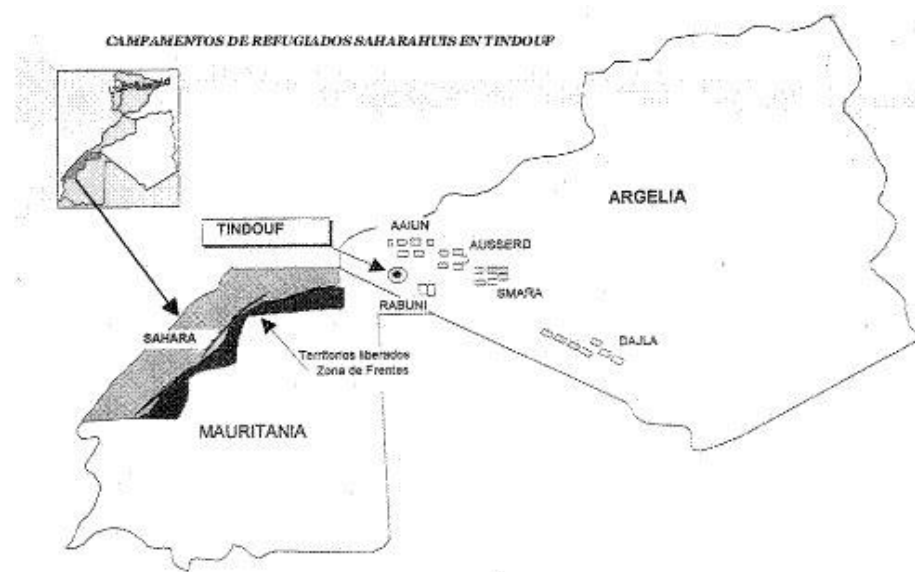 CAMPAMENTOS DE REFUGIADOS SAHARAHUIS EN TINDOUF
ARGELIA
TINDOUF
AAIUN
AUSSERD
SMARA
RABUNI
DAJLA
SAHARA
Territorios liberados
Zona de Frentes
MAURITANIA